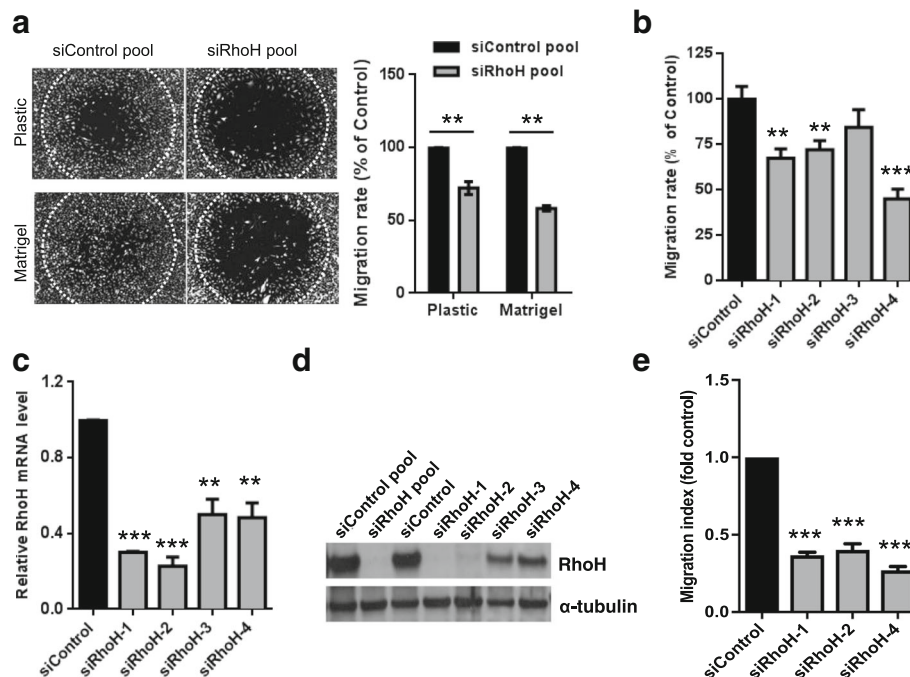 a
siControl pool
siRhoH pool
Plastic
Matrigel
siControl pool
siRhoH pool
Migration rate (% of Control)
150
100
50
0
**
**
Plastic
Matrigel
b
Migration rate (% of Control)
125
100
75
50
25
0
**
**
***
siControl
siRhoH-1
siRhoH-2
siRhoH-3
siRhoH-4
c
Relative RhoH mRNA level
1.2
0.8
0.4
0.0
***
***
**
**
siControl
siRhoH-1
siRhoH-2
siRhoH-3
siRhoH-4
d
siControl pool
siRhoH pool
siControl
siRhoH-1
siRhoH-2
siRhoH-3
siRhoH-4
RhoH
α-tubulin
e
Migration index (fold control)
1.5
1.0
0.5
0.0
***
***
***
siControl
siRhoH-1
siRhoH-2
siRhoH-4